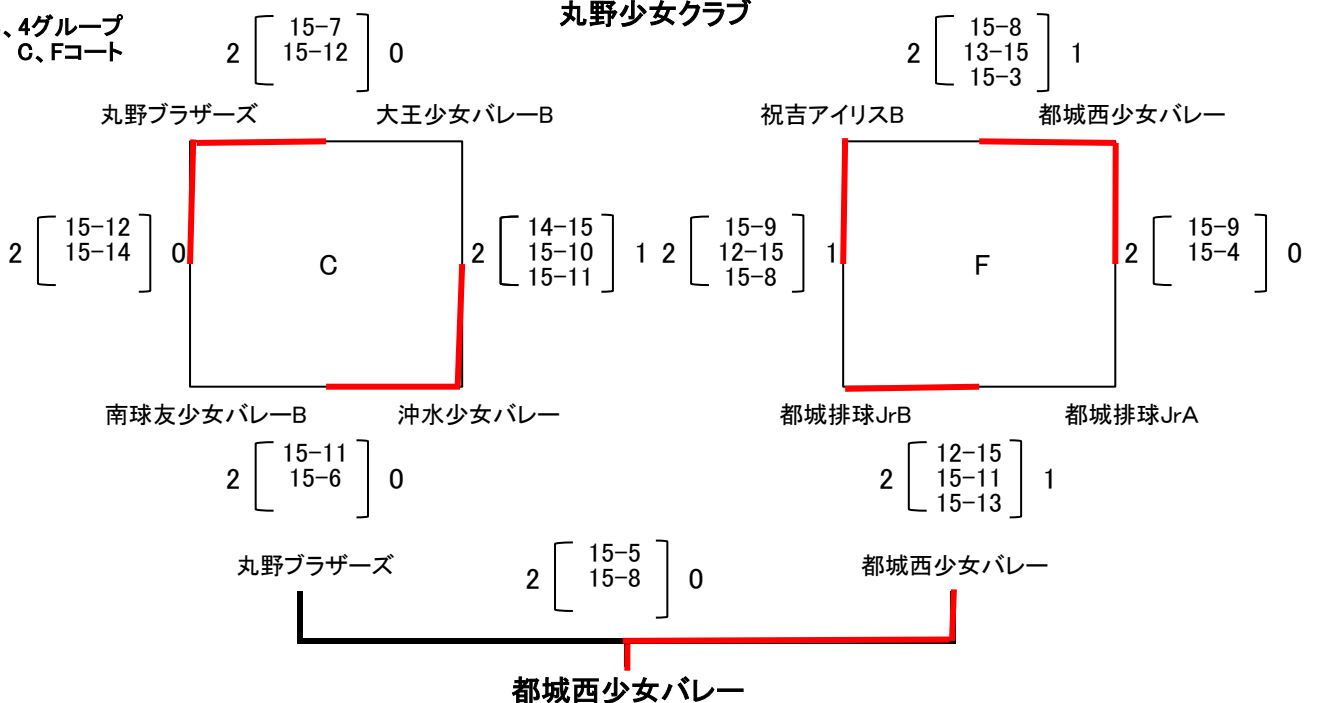 丸野少女クラブ
、4グループ
C、Fコート
2 15-7 0
15-12
2 15-8 1
13-15
15-3
丸野ブラザーズ 大王少女バレーB 祝吉アイリスB 都城西少女バレー
2 15-12 0
15-14
C
2 14-15 1
15-10
15-11
2 15-9 1
12-15
15-8
F
2 15-9 0
15-4
南球友少女バレーB 沖水少女バレー 都城排球JrB 都城排球JrA
2 15-11 0
15-6
2 12-15 1
15-11
15-13
丸野ブラザーズ 都城西少女バレー
2 15-5 0
15-8
都城西少女バレー